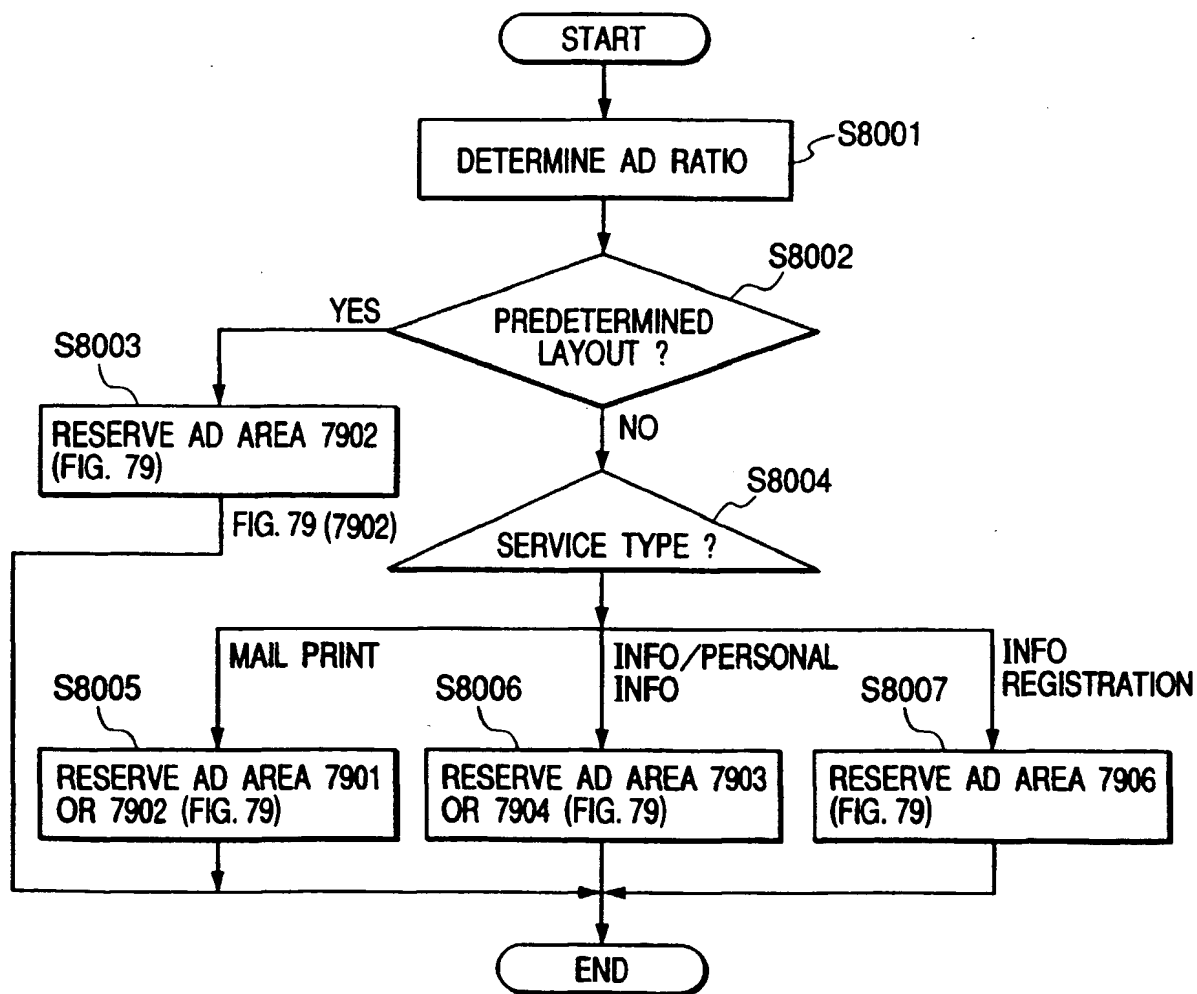 START
DETERMINE AD RATIO
S8001
S8002
PREDETERMINED
LAYOUT ?
YES
NO
S8003
RESERVE AD AREA 7902
(FIG. 79)
FIG. 79 (7902)
S8004
SERVICE TYPE ?
MAIL PRINT
INFO/PERSONAL
INFO
INFO
REGISTRATION
S8005
RESERVE AD AREA 7901
OR 7902 (FIG. 79)
S8006
RESERVE AD AREA 7903
OR 7904 (FIG. 79)
S8007
RESERVE AD AREA 7906
(FIG. 79)
END